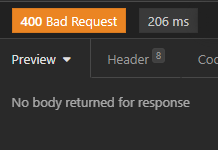 400 Bad Request 206 ms
Preview Header 8
No body returned for response